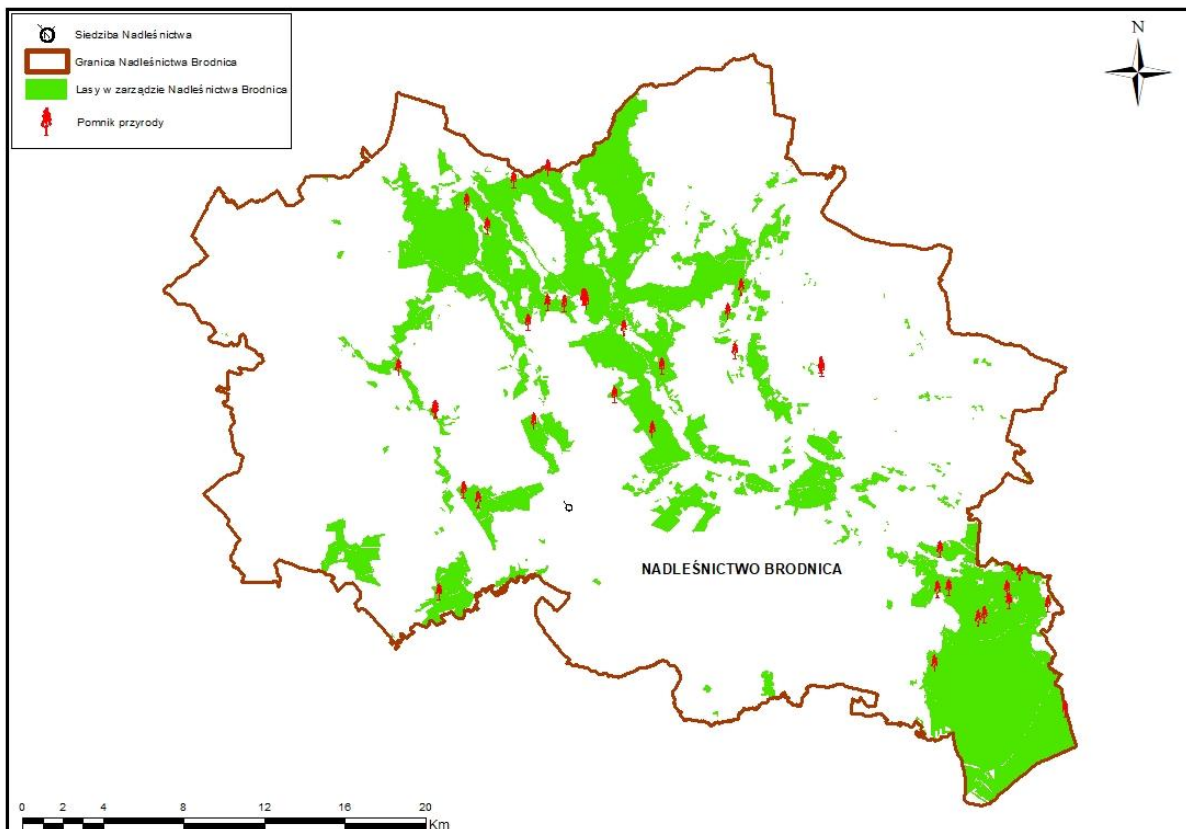 Siedziba Nadleśnictwa
Granica Nadleśnictwa Brodnica
Lasy w zarządzie Nadleśnictwa Brodnica
Pomnik przyrody
N
NADLEŚNICTWO BRODNICA
0 2 4 8 12 16 20
Km